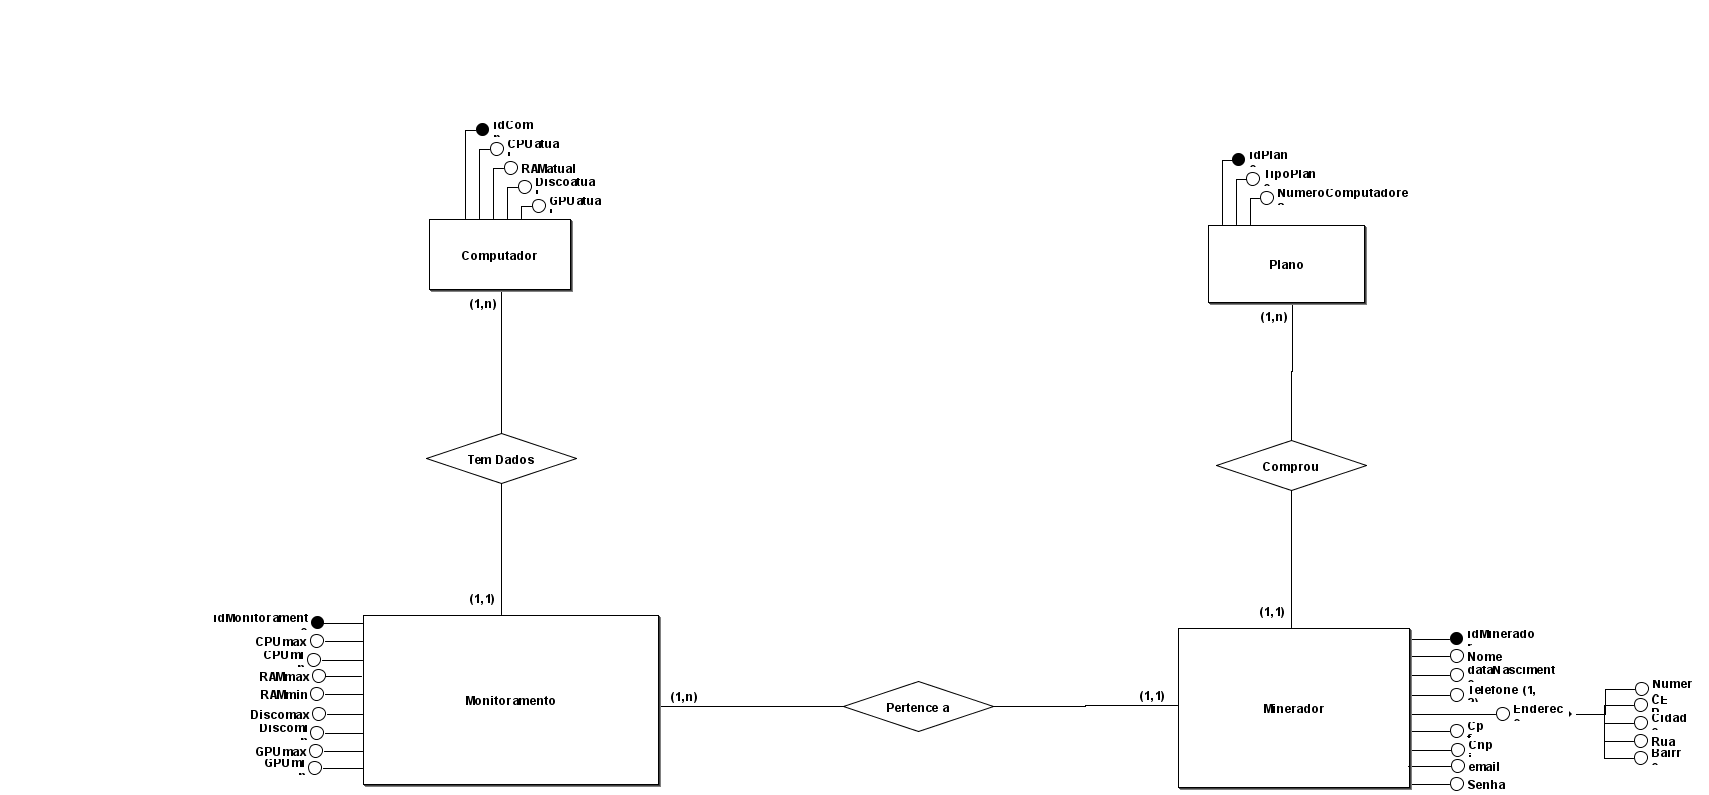 idCom
CPUatua
RAMatual
Discoatua
GPUatua
Computador
(1,n)
Tem Dados
(1,1)
idPlan
TipoPlan
NumeroComputadore
Plano
(1,n)
Comprou
(1,1)
idMonitorament
CPUmax
CPUmi
RAMmax
RAMmin
Discomax
Discomi
GPUmax
GPUmi
Monitoramento
(1,n)
Pertence a
(1,1)
Minerador
idMinerado
Nome
dataNasciment
Telefone (1,
Enderec
Cp
Cnp
email
Senha
Numer
CE
Cidad
Rua
Bairr